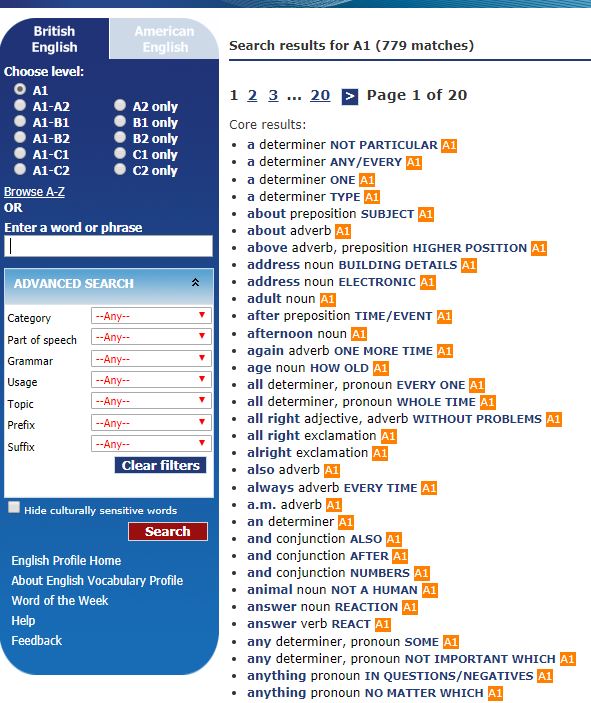 British English
American English
Choose level:
A1
A1-A2
A2 only
A1-B1
B1 only
A1-B2
B2 only
A1-C1
C1 only
A1-C2
C2 only
Browse A-Z
OR
Enter a word or phrase
ADVANCED SEARCH
Category --Any--
Part of speech --Any--
Grammar --Any--
Usage --Any--
Topic --Any--
Prefix --Any--
Suffix --Any--
Clear filters
Hide culturally sensitive words
Search
English Profile Home
About English Vocabulary Profile
Word of the Week
Help
Feedback
Search results for A1 (779 matches)
1 2 3 ... 20 > Page 1 of 20
Core results:
• a determiner NOT PARTICULAR A1
• a determiner ANY/EVERY A1
• a determiner ONE A1
• a determiner TYPE A1
• about preposition SUBJECT A1
• about adverb A1
• above adverb, preposition HIGHER POSITION A1
• address noun BUILDING DETAILS A1
• address noun ELECTRONIC A1
• adult noun A1
• after preposition TIME/EVENT A1
• afternoon noun A1
• again adverb ONE MORE TIME A1
• age noun HOW OLD A1
• all determiner, pronoun EVERY ONE A1
• all determiner, pronoun WHOLE TIME A1
• all right adjective, adverb WITHOUT PROBLEMS A1
• all right exclamation A1
• alright exclamation A1
• also adverb A1
• always adverb EVERY TIME A1
• a.m. adverb A1
• an determiner A1
• and conjunction ALSO A1
• and conjunction AFTER A1
• and conjunction NUMBERS A1
• animal noun NOT A HUMAN A1
• answer noun REACTION A1
• answer verb REACT A1
• any determiner, pronoun SOME A1
• any determiner, pronoun NOT IMPORTANT WHICH A1
• anything pronoun IN QUESTIONS/NEGATIVES A1
• anything pronoun NO MATTER WHICH A1